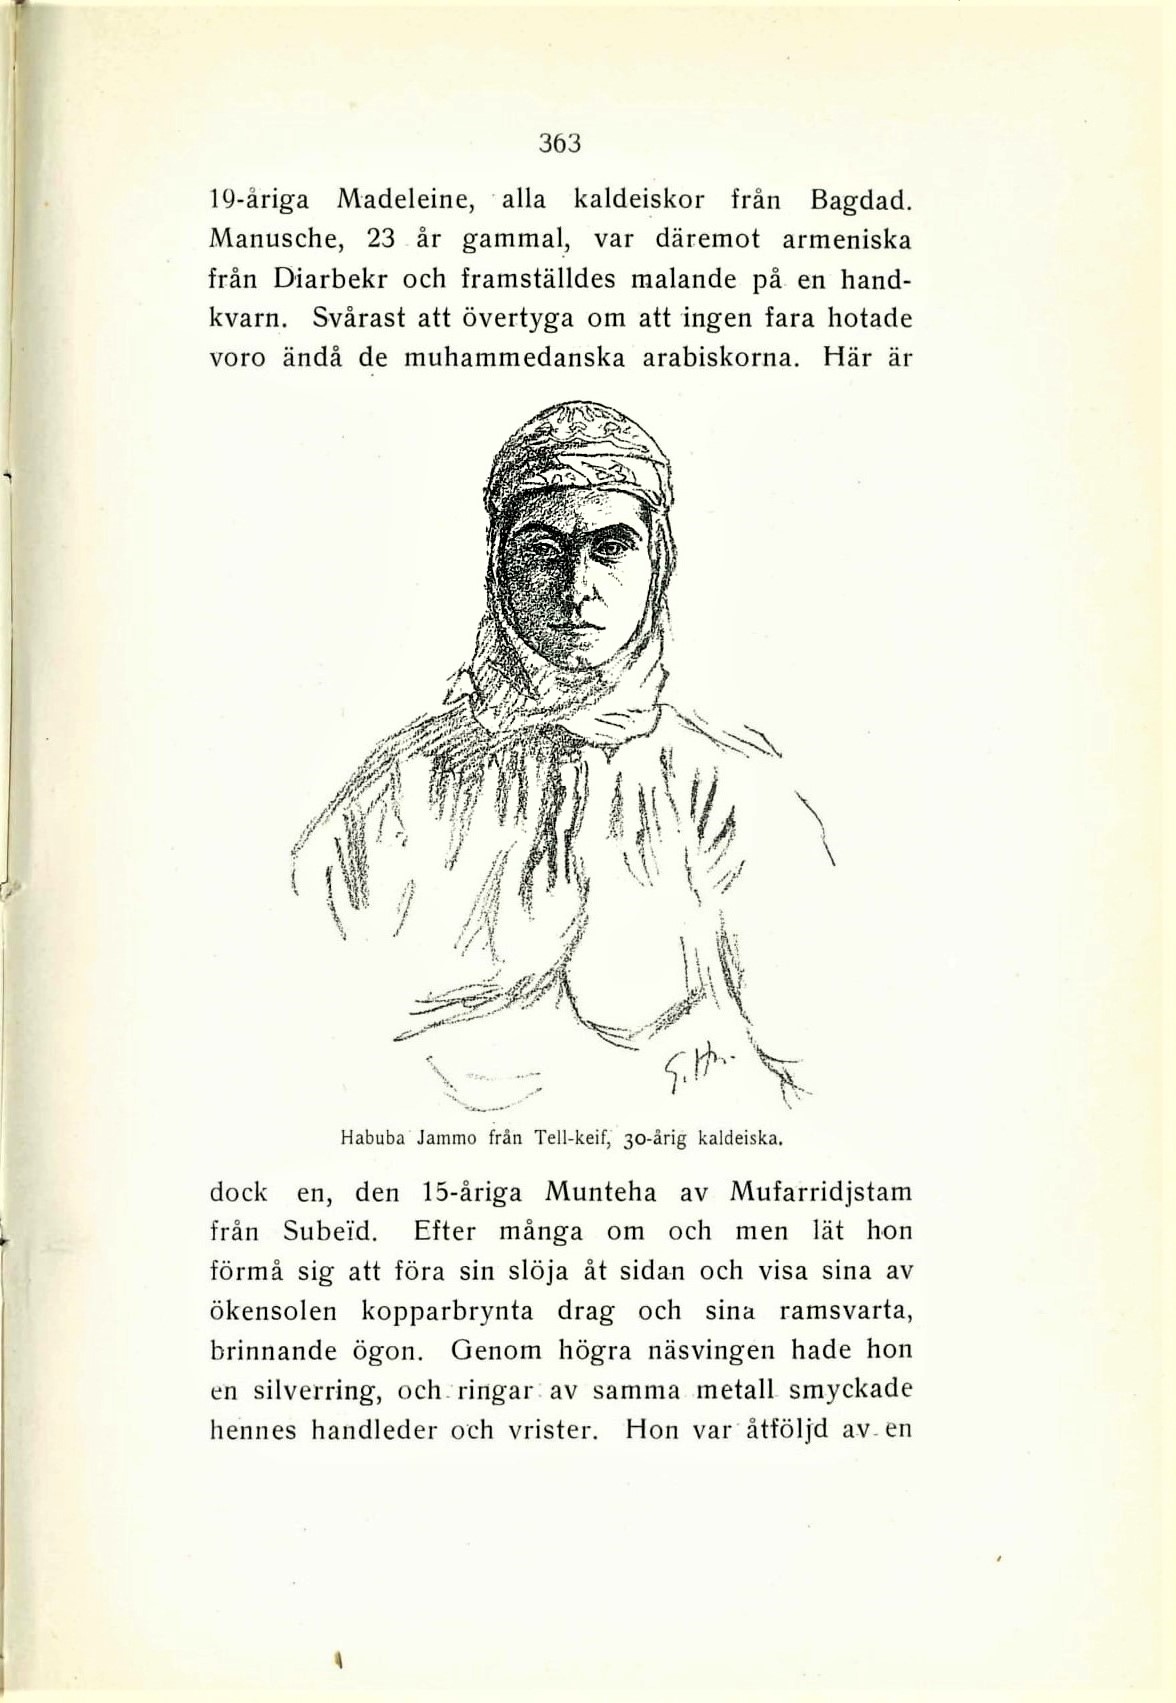 363
19-åriga Madeleine, alla kaldeiskor från Bagdad.
Manusche, 23 år gammal, var däremot armeniska
från Diarbekr och framställdes malande på en hand-
kvarn. Svårast att övertyga om att ingen fara hotade
voro ändå de muhammedanska arabiskorna. Här är
Habuba Jammo från Tell-keif, 30-årig kaldeiska.
dock en, den 15-åriga Munteha av Mufarridjstam
från Subeïd. Efter många om och men lät hon
förmå sig att föra sin slöja åt sidan och visa sina av
ökensolen kopparbrynta drag och sina ramsvarta,
brinnande ögon. Genom högra näsvingen hade hon
en silverring, och ringar av samma metall smyckade
hennes handleder och vrister. Hon var åtföljd av en